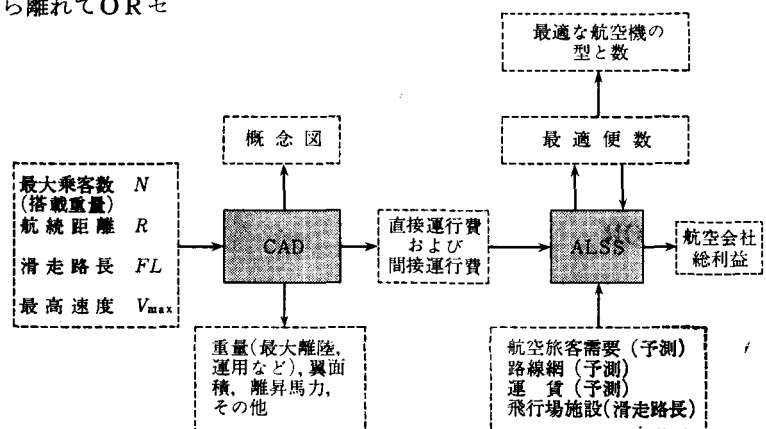 ら離れてORセ
最適な航空機の
型と数
概念図
最適便数
最大乗客数 N
(搭載重量)
航続距離 R
滑走路長 FL
最高速度 Vmax
CAD
直接運行費
および
間接運行費
ALSS
航空会社
総利益
重量(最大離陸,
運用など),翼面
積,離昇馬力,
その他
航空旅客需要(予測)
路線網(予測)
運賃(予測)
飛行場施設(滑走路長)